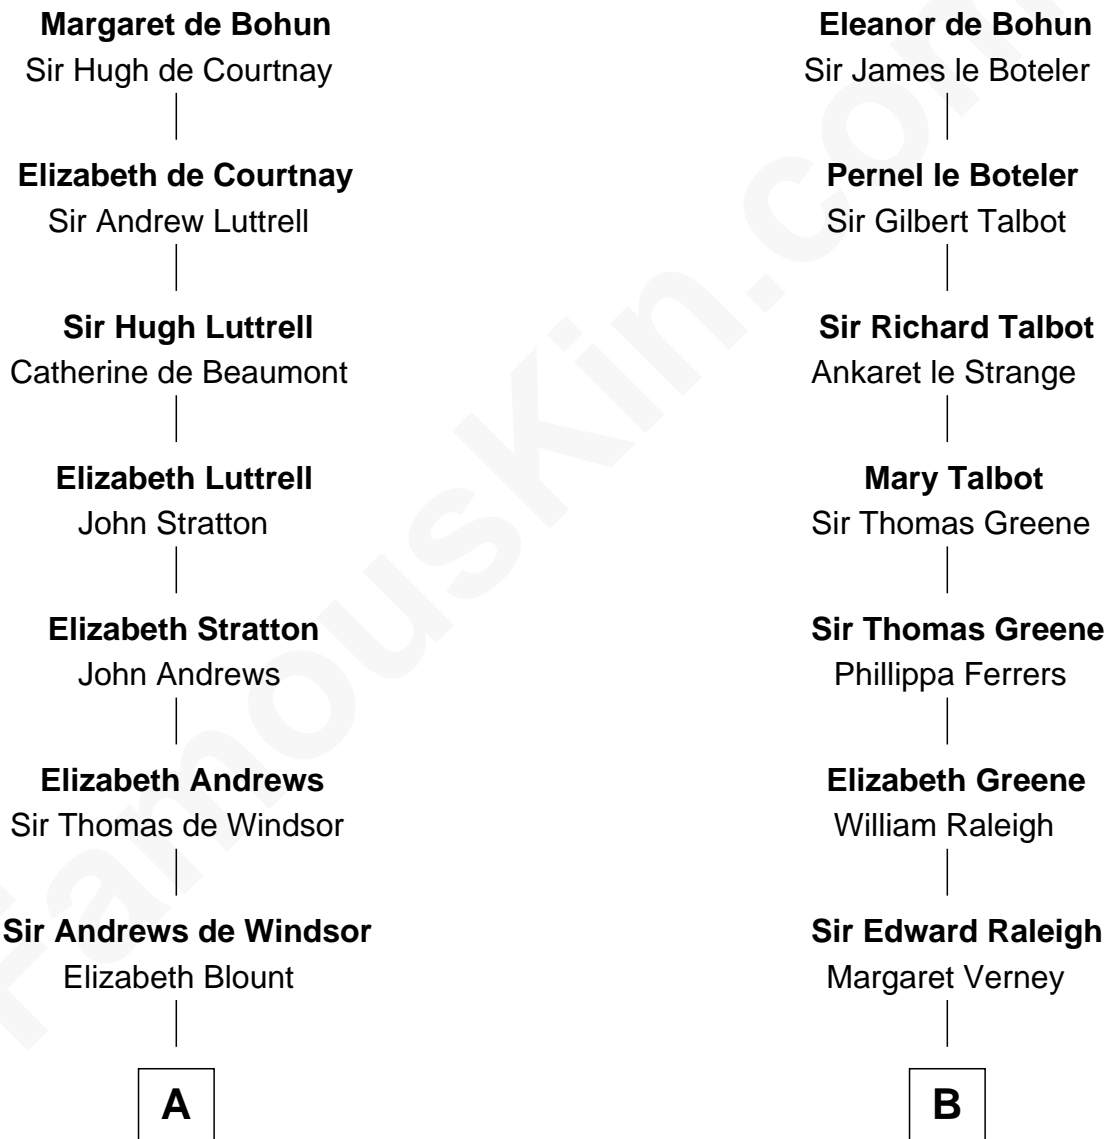 Margaret de Bohun
Sir Hugh de Courtnay
Elizabeth de Courtnay
Sir Andrew Luttrell
Sir Hugh Luttrell
Catherine de Beaumont
Elizabeth Luttrell
John Stratton
Elizabeth Stratton
John Andrews
Elizabeth Andrews
Sir Thomas de Windsor
Sir Andrews de Windsor
Elizabeth Blount
A
Eleanor de Bohun
Sir James le Boteler
Pernel le Boteler
Sir Gilbert Talbot
Sir Richard Talbot
Ankaret le Strange
Mary Talbot
Sir Thomas Greene
Sir Thomas Greene
Phillippa Ferrers
Elizabeth Greene
William Raleigh
Sir Edward Raleigh
Margaret Verney
B
FamousKin.com